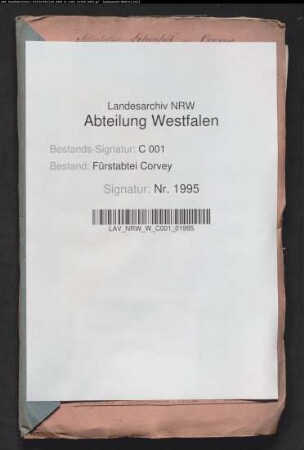 Landesarchiv NRW
Abteilung Westfalen
Bestands-Signatur: C 001
Bestand: Fürstabtei Corvey
Signatur: Nr. 1995
LAV_NRW_W_C001_01995